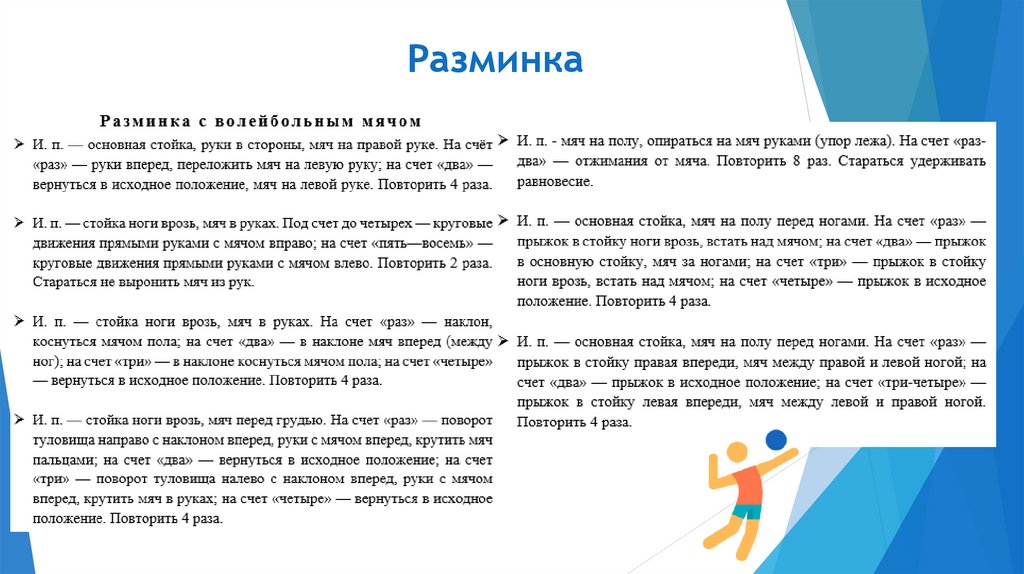 Разминка
Разминка с волейбольным мячом
➢ И. п. — основная стойка, руки в стороны, мяч на правой руке. На счёт
«раз» — руки вперед, переложить мяч на левую руку; на счет «два» —
вернуться в исходное положение, мяч на левой руке. Повторить 4 раза.
➢ И. п. — стойка ноги врозь, мяч в руках. Под счет до четырех — круговые
движения прямыми руками с мячом вправо; на счет «пять—восемь» —
круговые движения прямыми руками с мячом влево. Повторить 2 раза.
Стараться не выронить мяч из рук.
➢ И. п. — стойка ноги врозь, мяч в руках. На счет «раз» — наклон,
коснуться мячом пола; на счет «два» — в наклоне мяч вперед (между
ног); на счет «три» — в наклоне коснуться мячом пола; на счет «четыре»
— вернуться в исходное положение. Повторить 4 раза.
➢ И. п. — стойка ноги врозь, мяч перед грудью. На счет «раз» — поворот
туловища направо с наклоном вперед, руки с мячом вперед, крутить мяч
пальцами; на счет «два» — вернуться в исходное положение; на счет
«три» — поворот туловища налево с наклоном вперед, руки с мячом
вперед, крутить мяч в руках; на счет «четыре» — вернуться в исходное
положение. Повторить 4 раза.
➢ И. п. - мяч на полу, опираться на мяч руками (упор лежа). На счет «раз-
два» — отжимания от мяча. Повторить 8 раз. Стараться удерживать
равновесие.
➢ И. п. — основная стойка, мяч на полу перед ногами. На счет «раз» —
прыжок в стойку ноги врозь, встать над мячом; на счет «два» — прыжок
в основную стойку, мяч за ногами; на счет «три» — прыжок в стойку
ноги врозь, встать над мячом; на счет «четыре» — прыжок в исходное
положение. Повторить 4 раза.
➢ И. п. — основная стойка, мяч на полу перед ногами. На счет «раз» —
прыжок в стойку правая впереди, мяч между правой и левой ногой; на
счет «два» — прыжок в исходное положение; на счет «три-четыре» —
прыжок в стойку левая впереди, мяч между левой и правой ногой.
Повторить 4 раза.